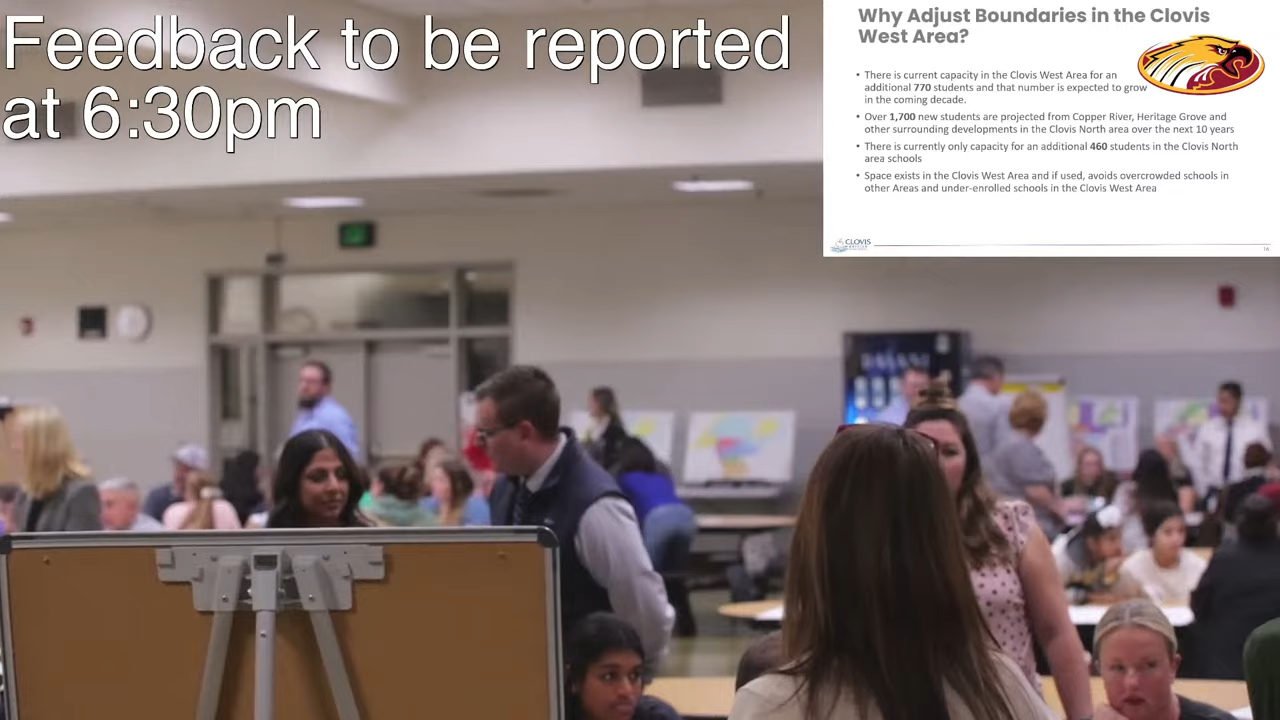 Feedback to be reported
at 6:30pm
Why Adjust Boundaries in the Clovis
West Area?
• There is current capacity in the Clovis West Area for an
additional 770 students and that number is expected to grow
in the coming decade.
• Over 1,700 new students are projected from Copper River, Heritage Grove and
other surrounding developments in the Clovis North area over the next 10 years
• There is currently only capacity for an additional 460 students in the Clovis North
area schools
• Space exists in the Clovis West Area and if used, avoids overcrowded schools in
other Areas and under-enrolled schools in the Clovis West Area
CLOVIS
DASANI